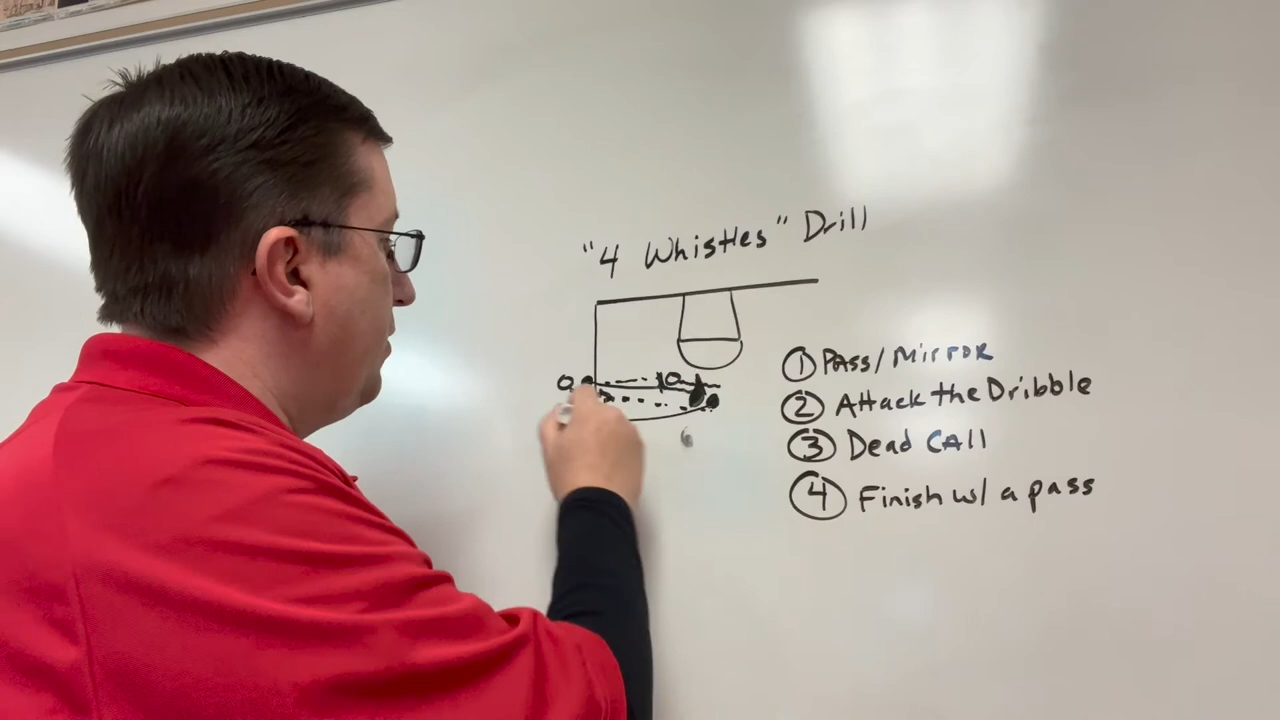 "4 Whistles" Drill
① Pass/Mirror
② Attack the Dribble
③ Dead Call
④ Finish w/ a pass